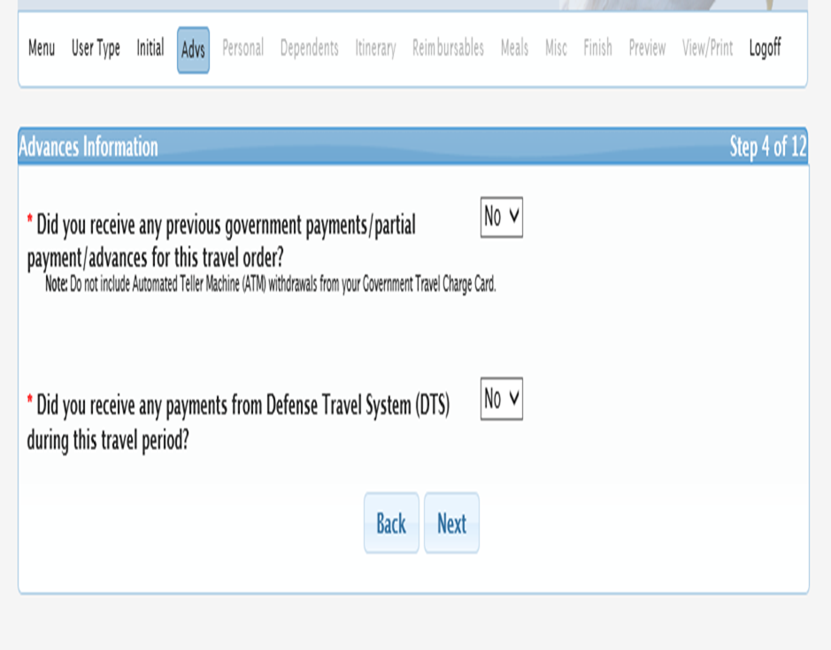 Menu User Type Initial Advs Personal Dependents Itinerary Reimbursables Meals Misc Finish Preview View/Print Logoff
Advances Information Step 4 of 12
* Did you receive any previous government payments/partial No
payment/advances for this travel order?
Note: Do not include Automated Teller Machine (ATM) withdrawals from your Government Travel Charge Card.
* Did you receive any payments from Defense Travel System (DTS) No
during this travel period?
Back Next